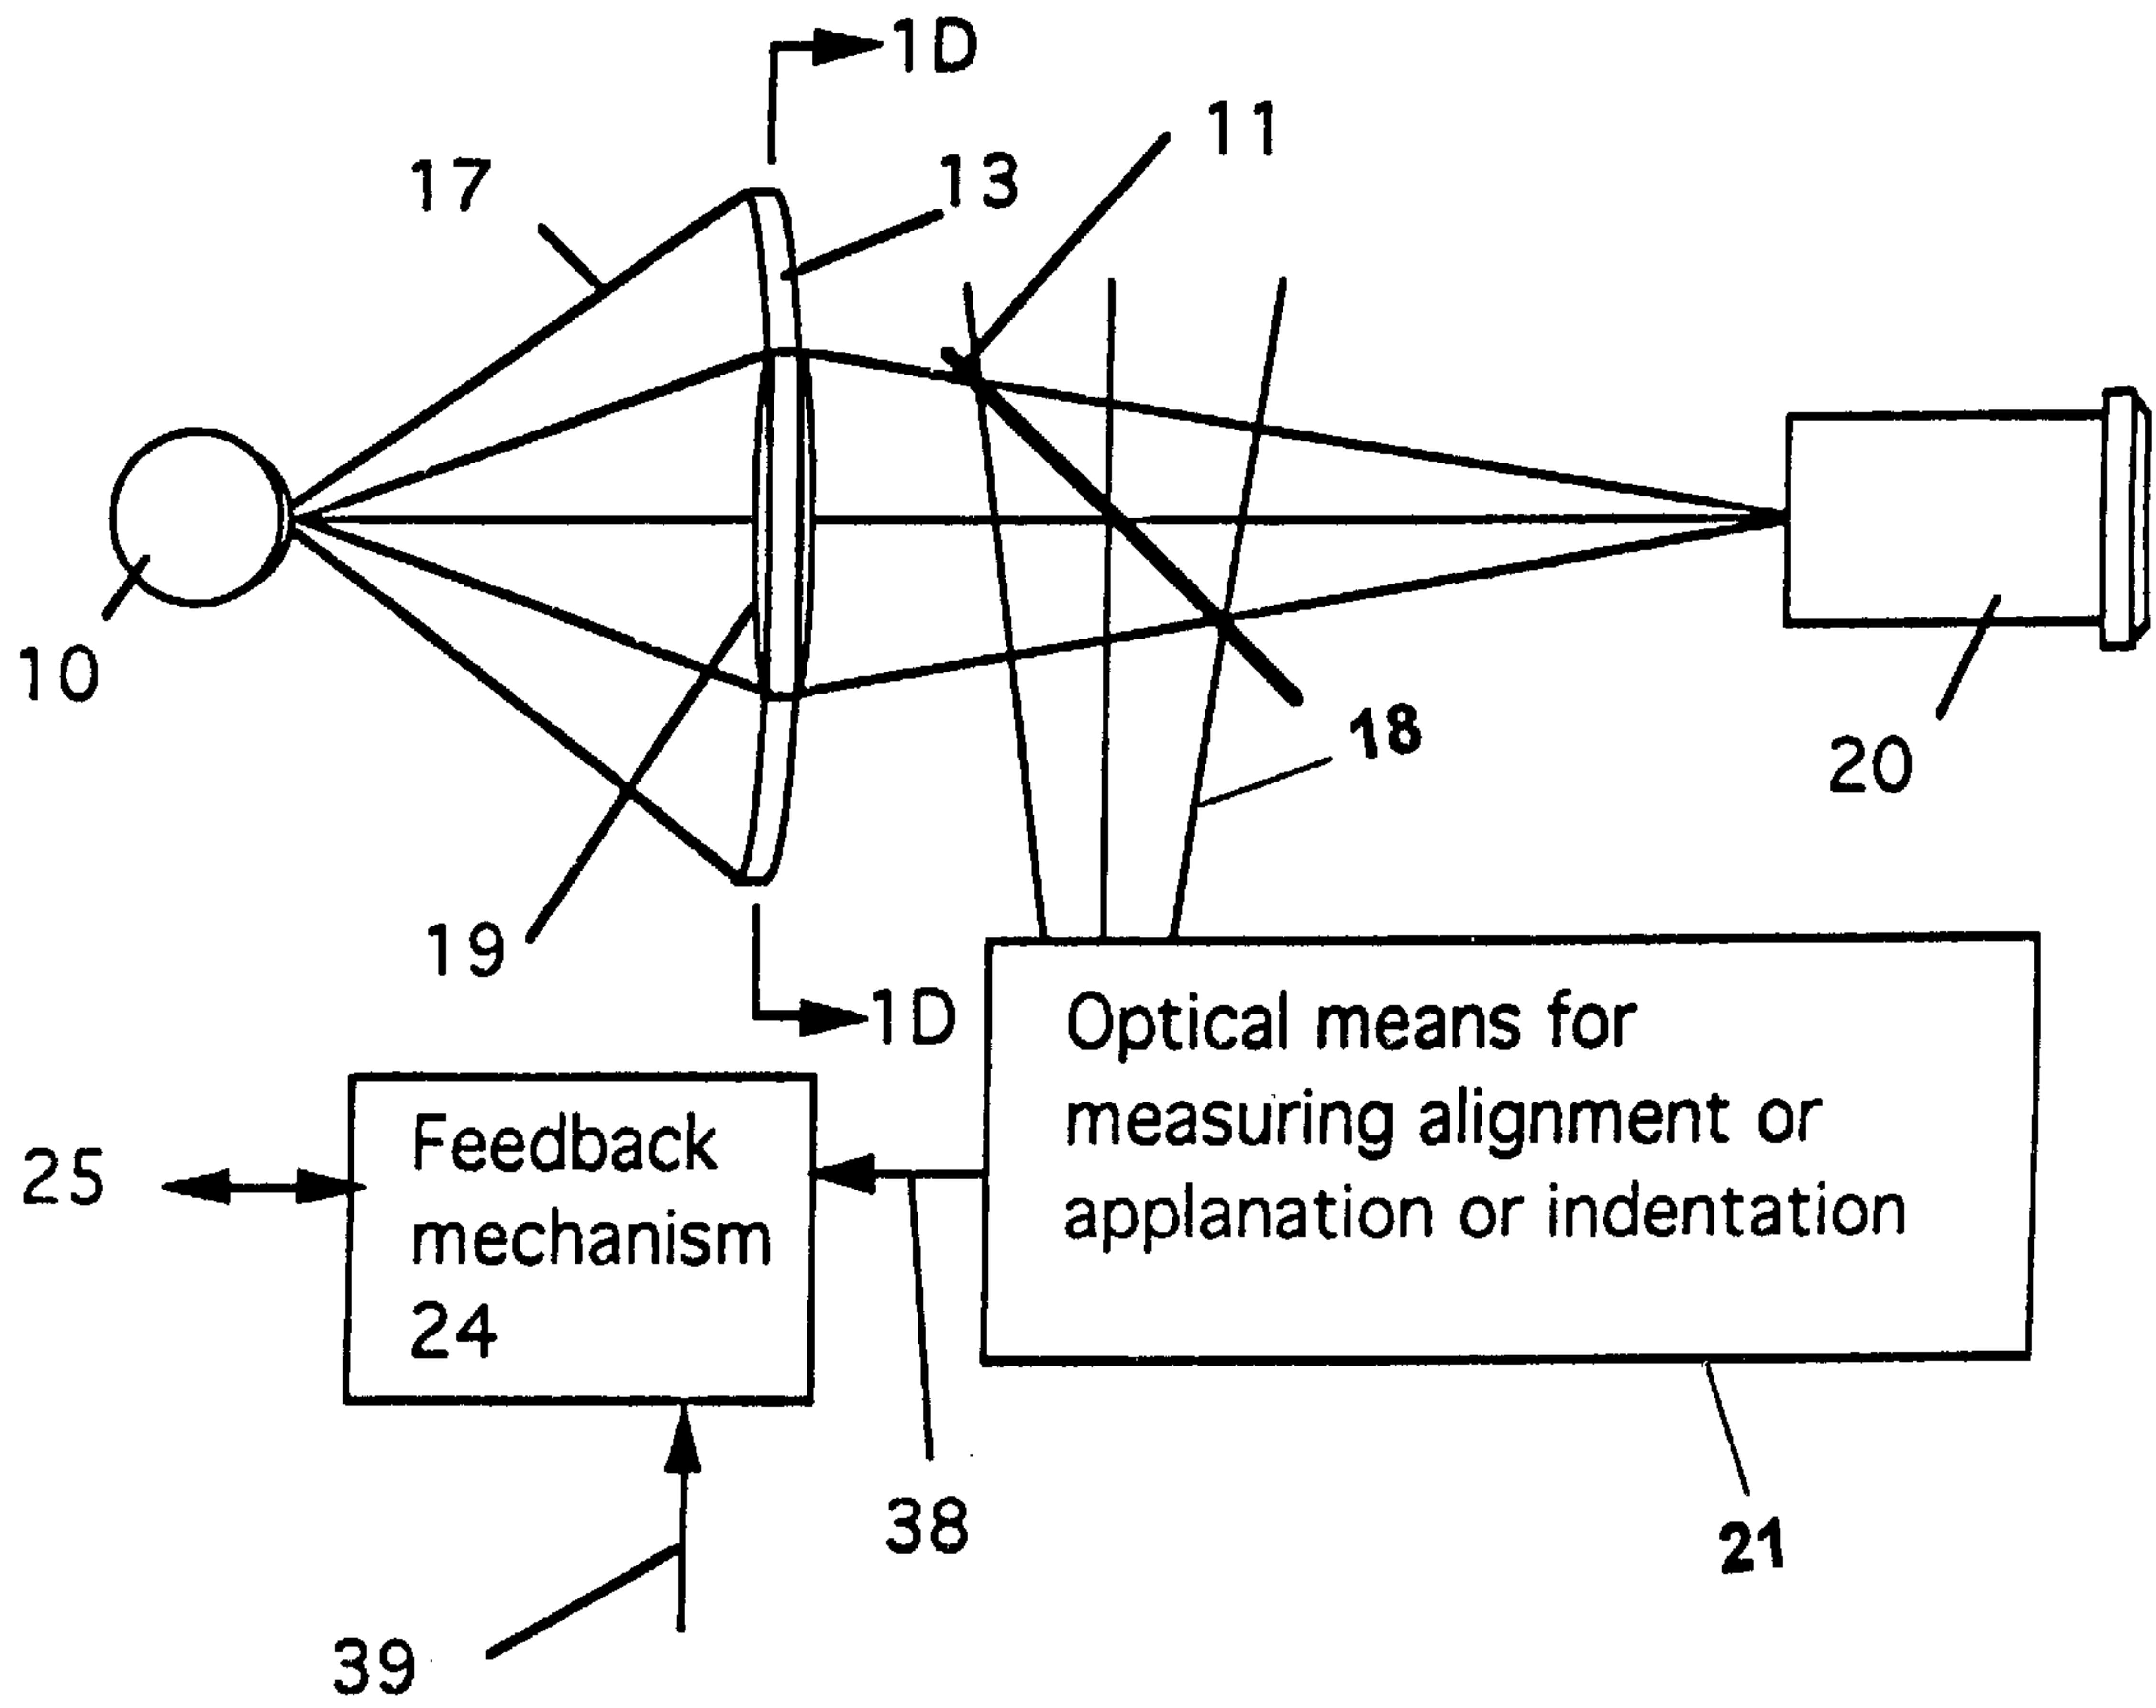 1D
11
13
17
10
18
20
19
1D
Optical means for
measuring alignment or
applanation or indentation
Feedback
mechanism
24
25
38
21
39